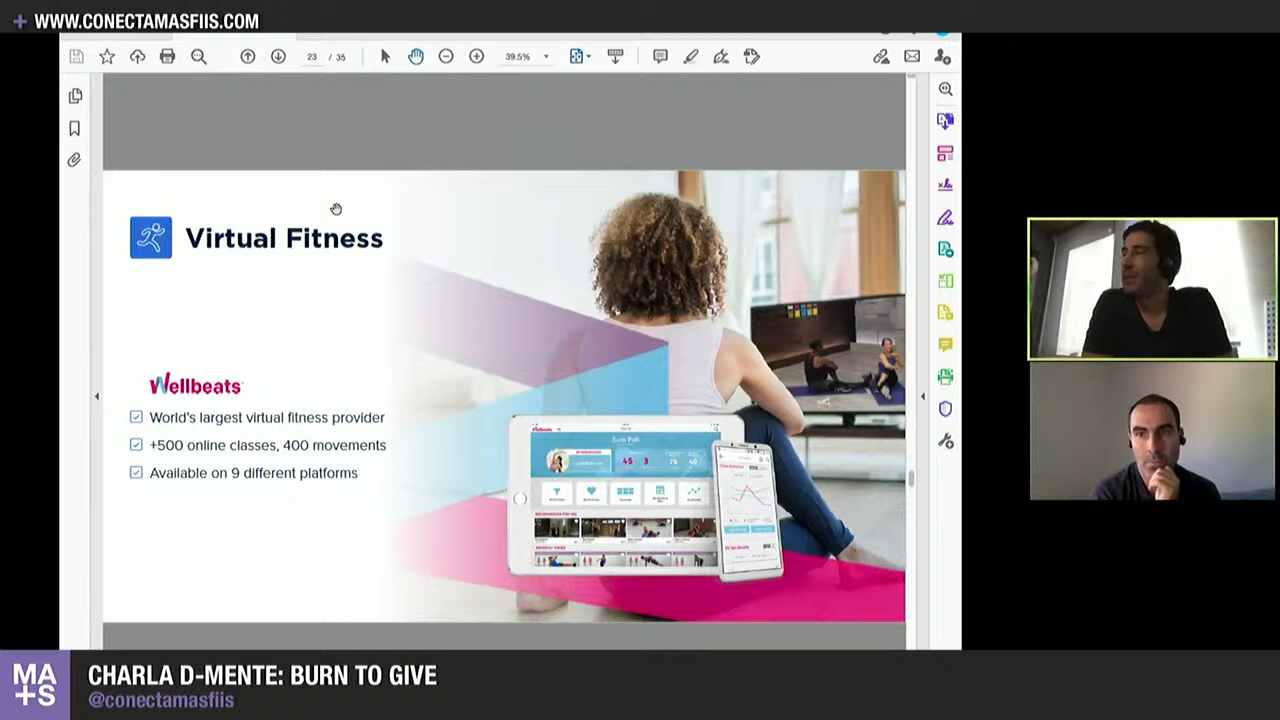 + WWW.CONECTAMASFIIS.COM
23 / 35
39.5%
Virtual Fitness
Wellbeats
World's largest virtual fitness provider
+500 online classes, 400 movements
Available on 9 different platforms
MA
+S
CHARLA D-MENTE: BURN TO GIVE
@conectamasfiis